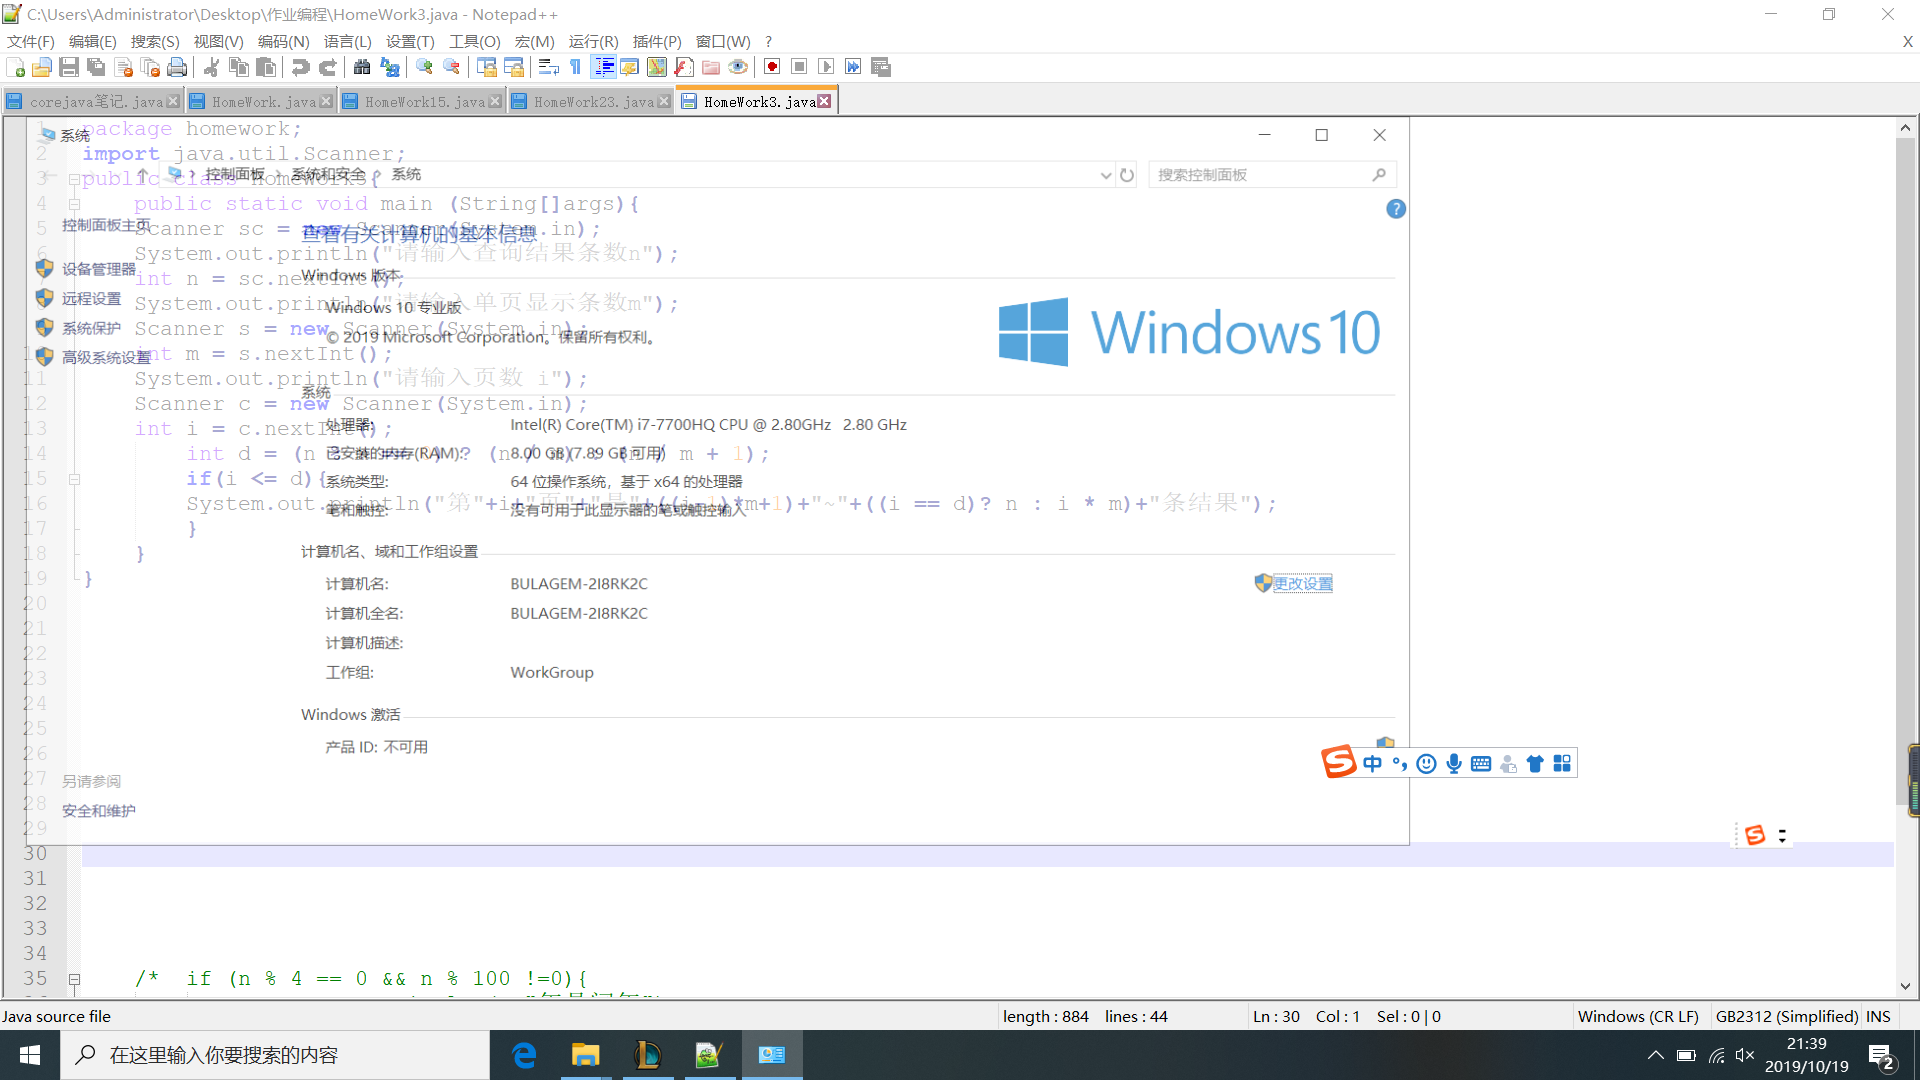 C:\Users\Administrator\Desktop\作业编程\HomeWork3.java - Notepad++
文件(F) 编辑(E) 搜索(S) 视图(V) 编码(N) 语言(L) 设置(T) 工具(O) 宏(M) 运行(R) 插件(P) 窗口(W) ? X
corejava笔记.java HomeWork.java HomeWork15.java HomeWork23.java HomeWork3.java
系统
控制面板 系统和安全 系统
搜索控制面板
控制面板主页
设备管理器
远程设置
系统保护
高级系统设置
查看有关计算机的基本信息
Windows 版本
Windows 10 专业版
© 2019 Microsoft Corporation。保留所有权利。
Windows 10
系统
处理器: Intel(R) Core(TM) i7-7700HQ CPU @ 2.80GHz 2.80 GHz
已安装的内存(RAM): 8.00 GB (7.89 GB 可用)
系统类型: 64 位操作系统，基于 x64 的处理器
笔和触控: 没有可用于此显示器的笔或触控输入
计算机名、域和工作组设置
计算机名: BULAGEM-2I8RK2C
更改设置
计算机全名: BULAGEM-2I8RK2C
计算机描述:
工作组: WorkGroup
Windows 激活
产品 ID: 不可用
另请参阅
安全和维护
1 package homework;
2 import java.util.Scanner;
3 public class HomeWork3{
4 public static void main (String[]args){
5 Scanner sc = new Scanner(System.in);
6 System.out.println("请输入查询结果条数n");
int n = sc.nextInt();
System.out.println("请输入单页显示条数m");
Scanner s = new Scanner(System.in);
int m = s.nextInt();
11 System.out.println("请输入页数 i");
12 Scanner c = new Scanner(System.in);
13 int i = c.nextInt();
14 int d = (n % m == 0) ? (n / m) : (n / m + 1);
15 if(i <= d){
16 System.out.println("第"+i+"页"+"是"+((i-1)*m+1)+"~"+((i == d)? n : i * m)+"条结果");
17 }
18 }
19 }
20
21
22
23
24
25
26
27
28
29
30
31
32
33
34
35 /* if (n % 4 == 0 && n % 100 !=0){
中
Java source file length : 884 lines : 44 Ln : 30 Col : 1 Sel : 0 | 0 Windows (CR LF) GB2312 (Simplified) INS
在这里输入你要搜索的内容
21:39
2019/10/19
2